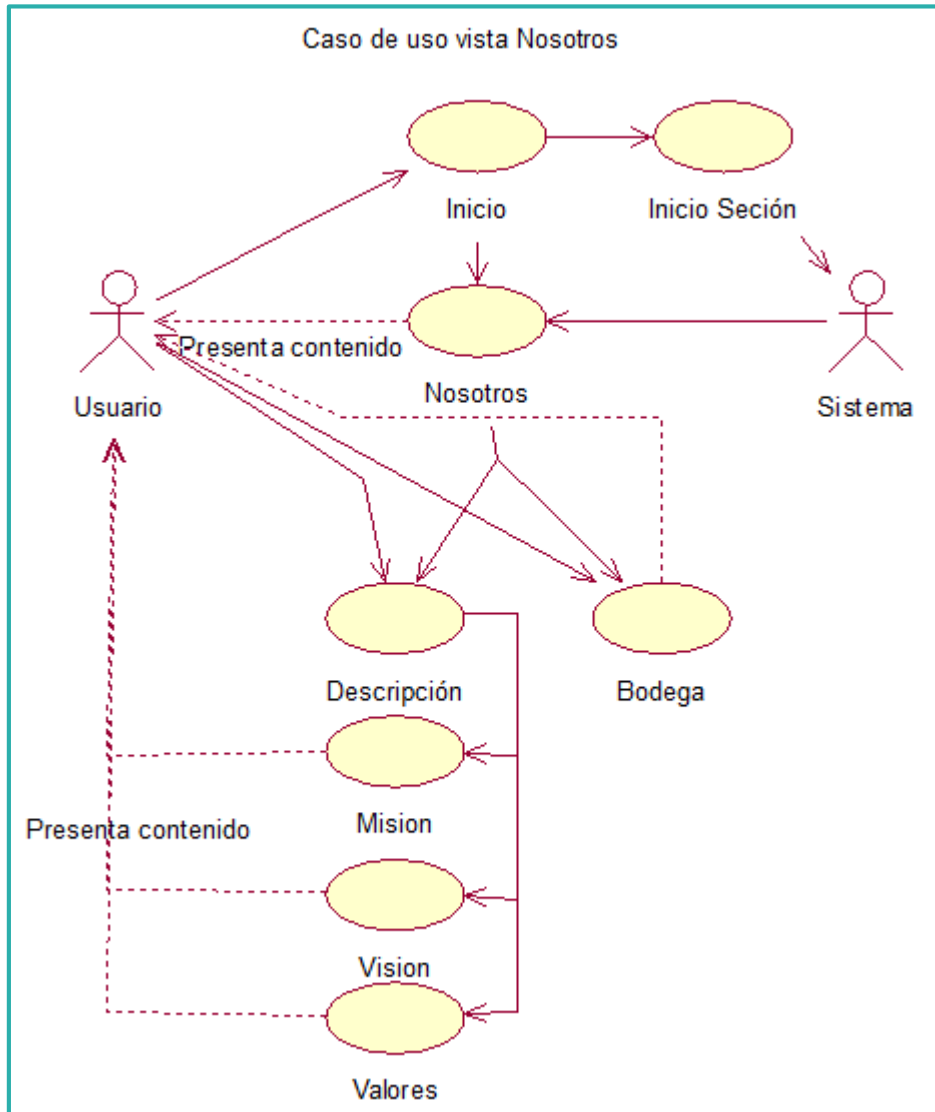 Caso de uso vista Nosotros
Inicio
Inicio Seción
Presenta contenido
Nosotros
Usuario
Sistema
Descripción
Bodega
Mision
Presenta contenido
Vision
Valores